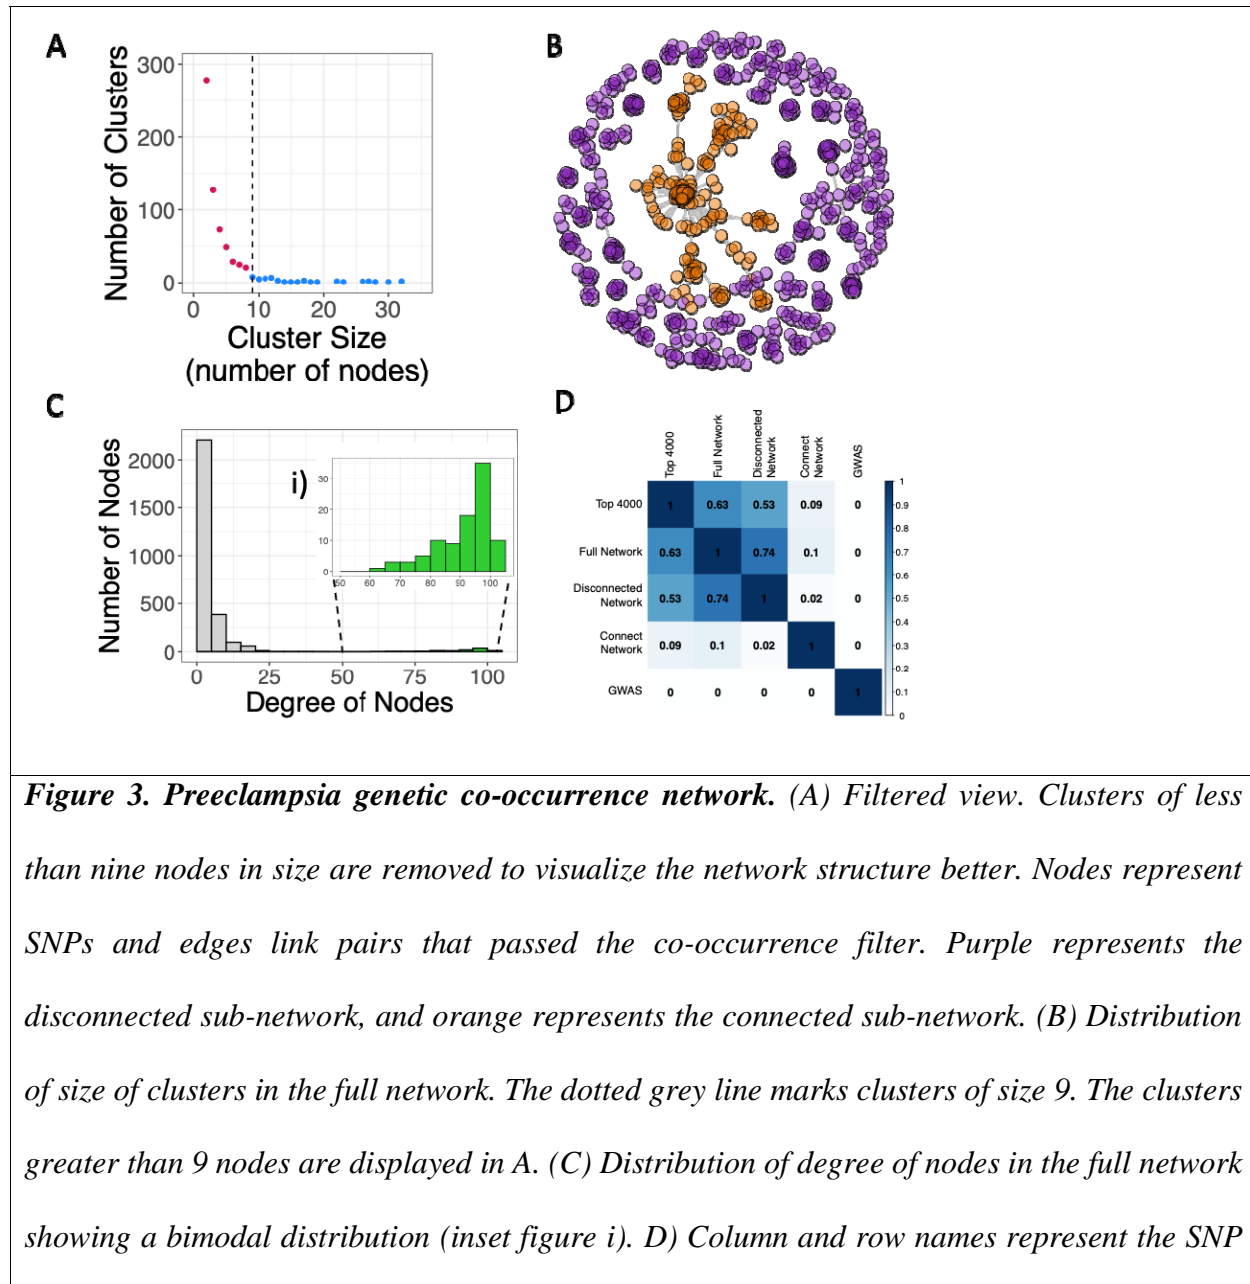 A
Number of Clusters
300
200
100
0
0 10 20 30
Cluster Size
(number of nodes)
B
C
Number of Nodes
2000
1500
1000
500
0
i)
30
20
10
0
50 60 70 80 90 100
0 25 50 75 100
Degree of Nodes
D
Top 4000
Full Network
Disconnected
Network
Connect
Network
GWAS
Top 4000 1 0.63 0.53 0.09 0
Full Network 0.63 1 0.74 0.1 0
Disconnected
Network 0.53 0.74 1 0.02 0
Connect
Network 0.09 0.1 0.02 1 0
GWAS 0 0 0 0 1
1
0.9
0.8
0.7
0.6
0.5
0.4
0.3
0.2
0.1
0
Figure 3. Preeclampsia genetic co-occurrence network. (A) Filtered view. Clusters of less
than nine nodes in size are removed to visualize the network structure better. Nodes represent
SNPs and edges link pairs that passed the co-occurrence filter. Purple represents the
disconnected sub-network, and orange represents the connected sub-network. (B) Distribution
of size of clusters in the full network. The dotted grey line marks clusters of size 9. The clusters
greater than 9 nodes are displayed in A. (C) Distribution of degree of nodes in the full network
showing a bimodal distribution (inset figure i). D) Column and row names represent the SNP